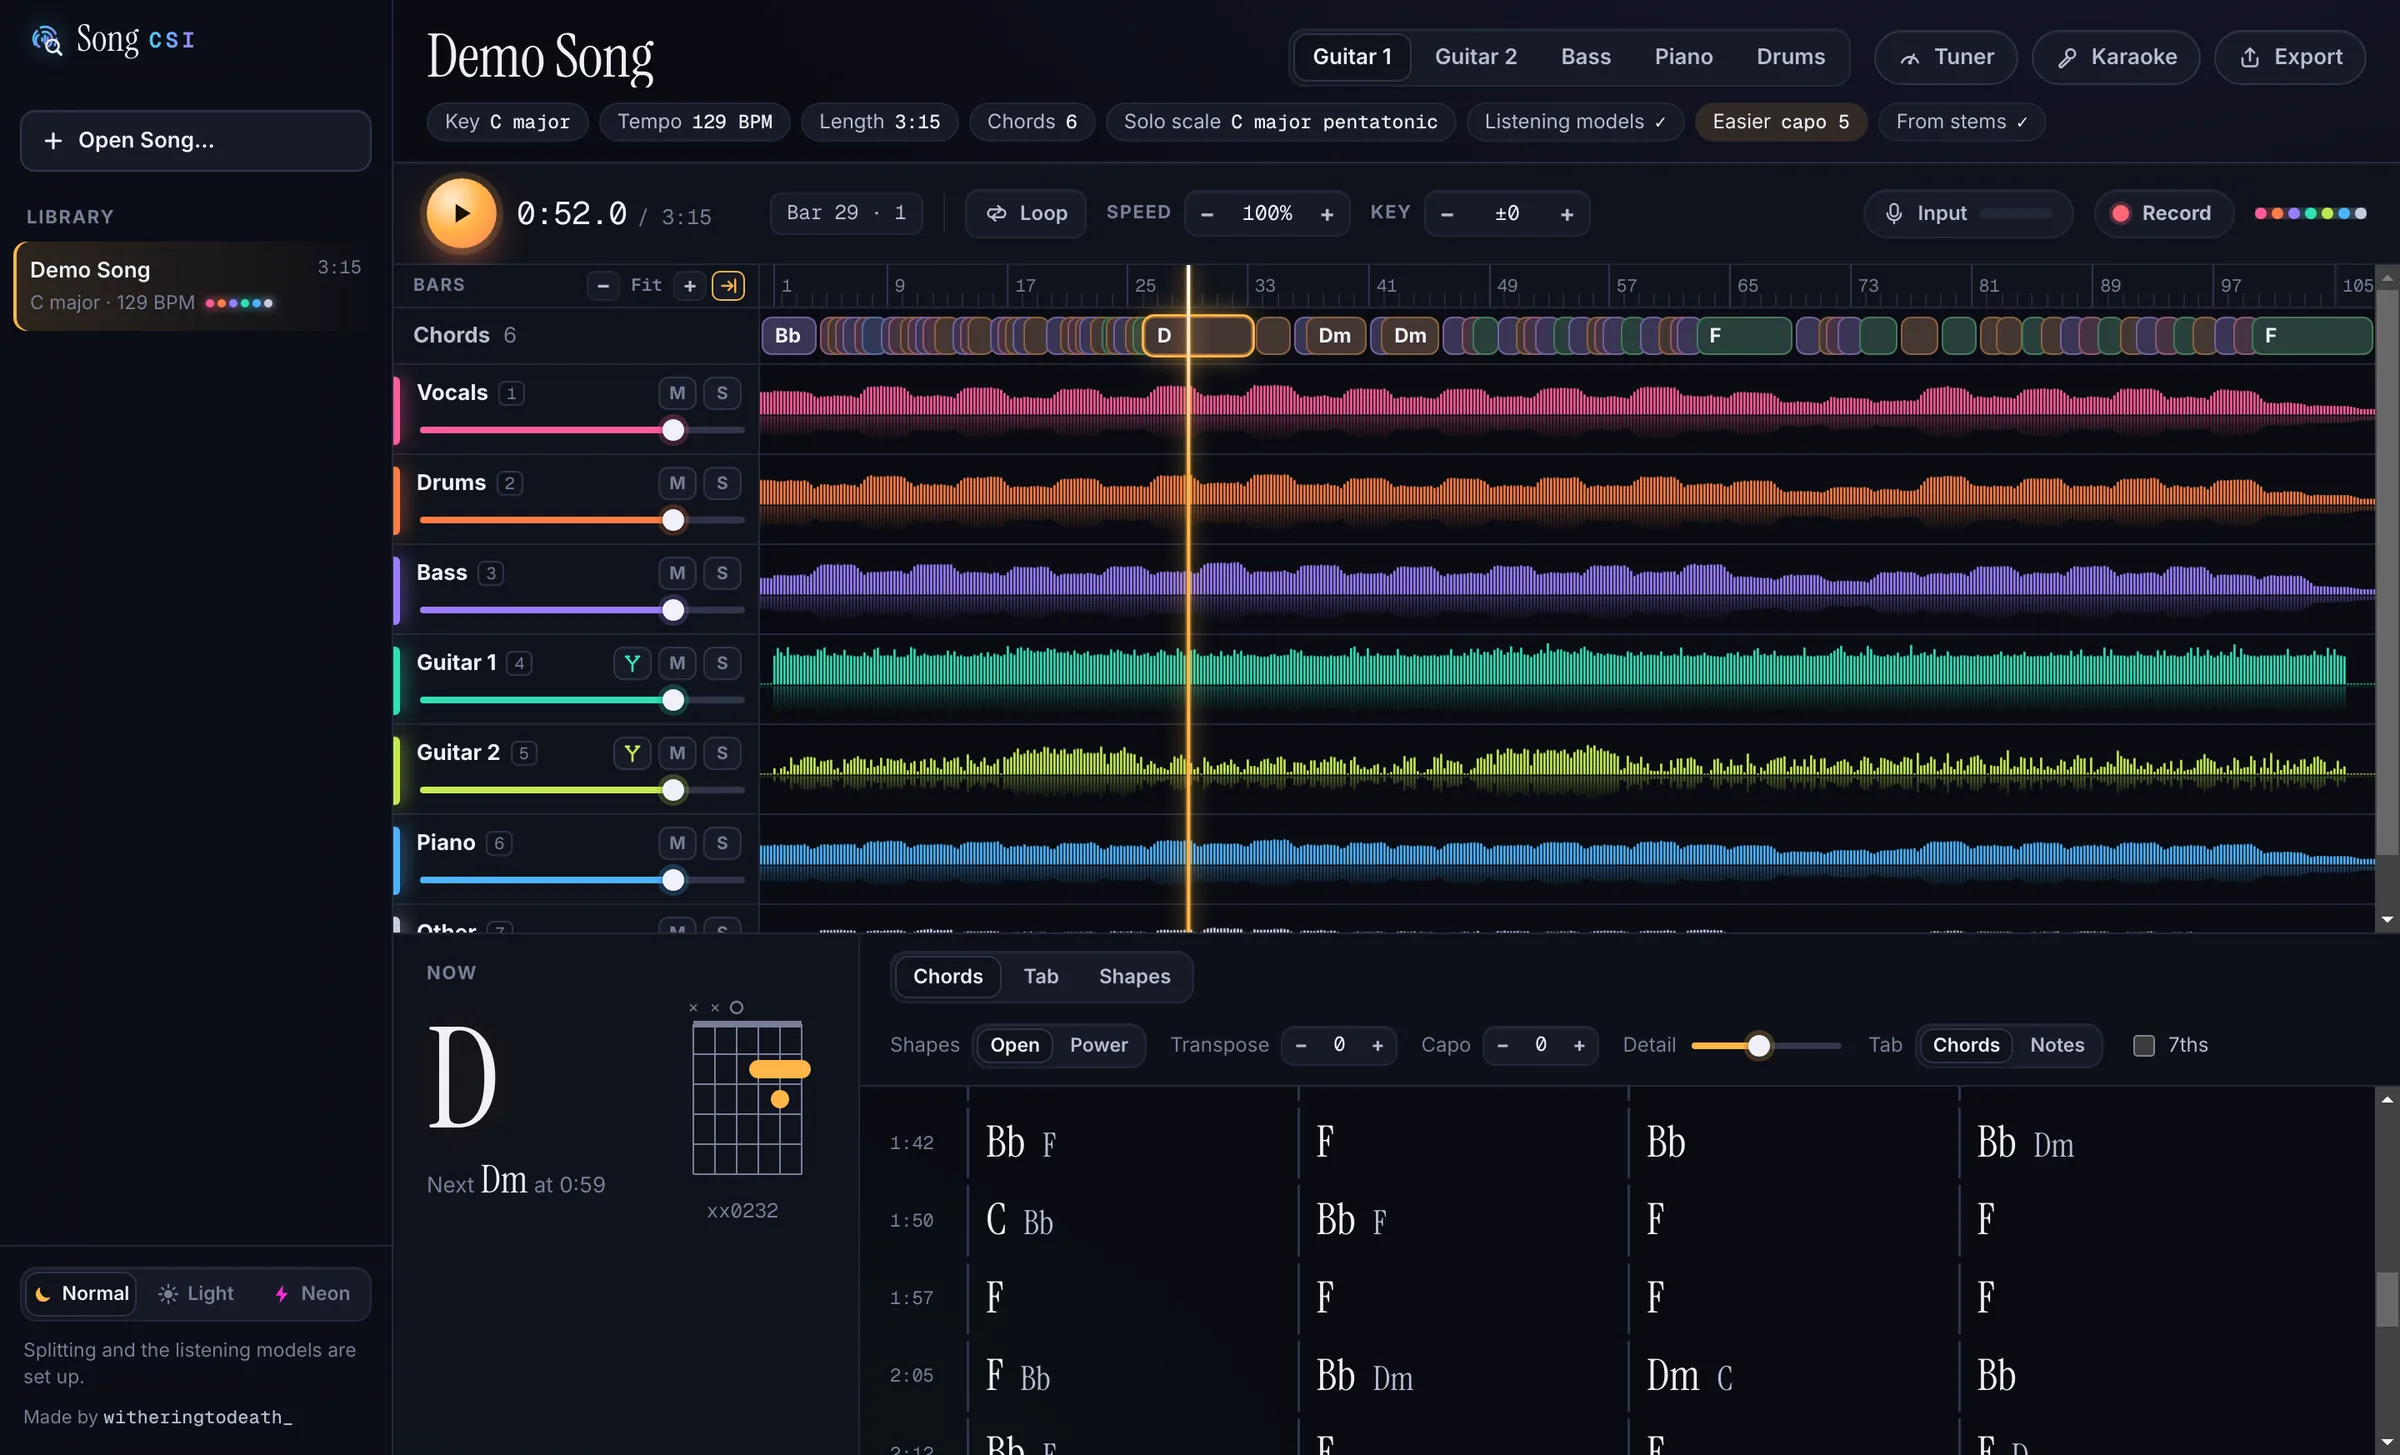 Song CSI
Open Song...
LIBRARY
Demo Song 3:15
C major · 129 BPM
Normal Light Neon
Splitting and the listening models are
set up.
Made by witheringtodeath_
Demo Song
Guitar 1 Guitar 2 Bass Piano Drums
Tuner Karaoke Export
Key C major Tempo 129 BPM Length 3:15 Chords 6 Solo scale C major pentatonic Listening models ✓ Easier capo 5 From stems ✓
0:52.0 / 3:15 Bar 29 · 1 Loop SPEED − 100% + KEY − ±0 + Input Record
BARS − Fit + 1 9 17 25 33 41 49 57 65 73 81 89 97 105
Chords 6 Bb D Dm Dm F F
Vocals 1 M S
Drums 2 M S
Bass 3 M S
Guitar 1 4 M S
Guitar 2 5 M S
Piano 6 M S
Other 7 M S
NOW
D
Next Dm at 0:59
× ×
xx0232
Chords Tab Shapes
Shapes Open Power Transpose − 0 + Capo − 0 + Detail Tab Chords Notes 7ths
1:42 Bb F F Bb Bb Dm
1:50 C Bb Bb F F F
1:57 F F F F
2:05 F Bb Bb Dm Dm C Bb
2:12 Bb F F F F D